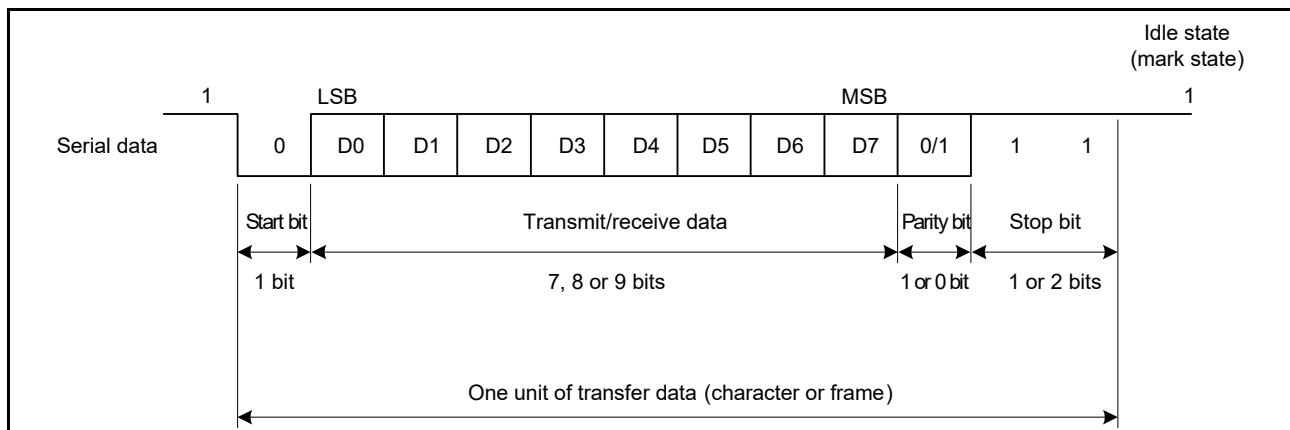 Idle state
(mark state)
1 LSB MSB 1
Serial data 0 D0 D1 D2 D3 D4 D5 D6 D7 0/1 1 1
Start bit Transmit/receive data Parity bit Stop bit
1 bit 7, 8 or 9 bits 1 or 0 bit 1 or 2 bits
One unit of transfer data (character or frame)